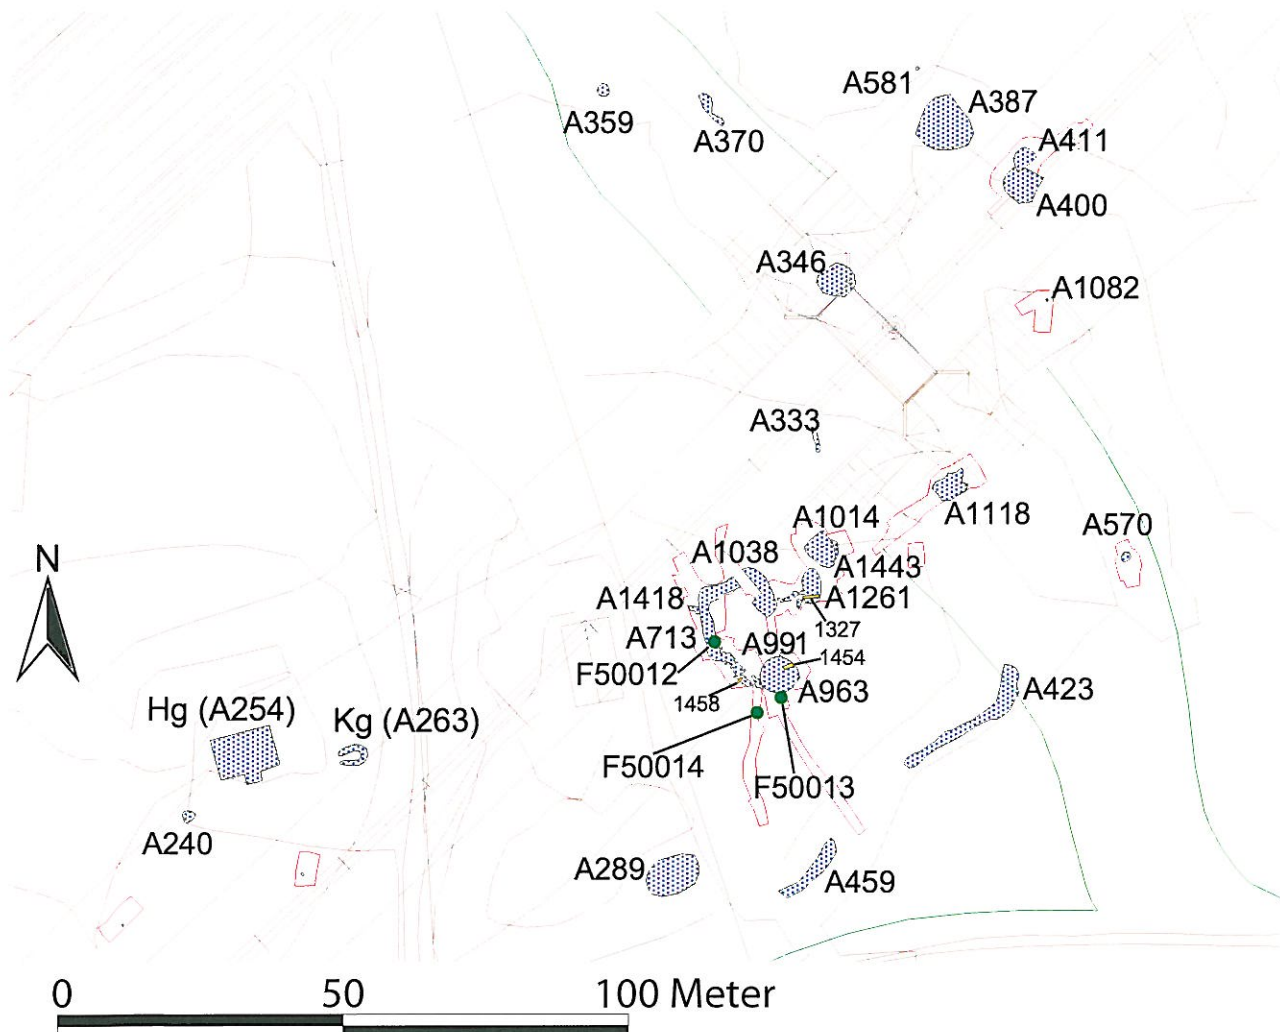 A581
A387
A359
A370
A411
A400
A346
A1082
A333
A1014
A1118
A570
A1038
A1443
A1418
A1261
1327
N
A713
A991
1454
F50012
1458
A963
A423
Hg (A254)
Kg (A263)
F50014
F50013
A240
A289
A459
0 50 100 Meter